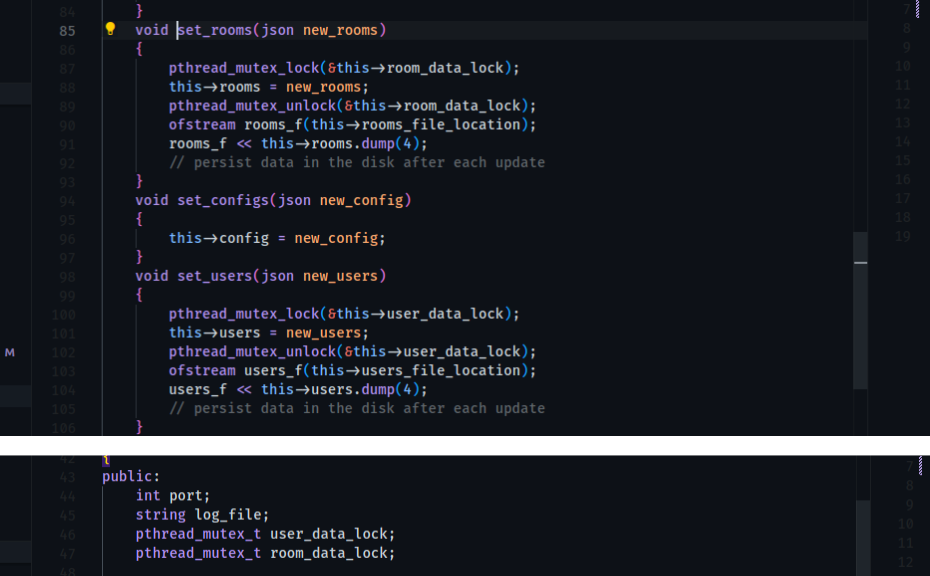 84 }
85 void set_rooms(json new_rooms)
86 {
87 pthread_mutex_lock(&this->room_data_lock);
88 this->rooms = new_rooms;
89 pthread_mutex_unlock(&this->room_data_lock);
90 ofstream rooms_f(this->rooms_file_location);
91 rooms_f << this->rooms.dump(4);
92 // persist data in the disk after each update
93 }
94 void set_configs(json new_config)
95 {
96 this->config = new_config;
97 }
98 void set_users(json new_users)
99 {
100 pthread_mutex_lock(&this->user_data_lock);
101 this->users = new_users;
M 102 pthread_mutex_unlock(&this->user_data_lock);
103 ofstream users_f(this->users_file_location);
104 users_f << this->users.dump(4);
105 // persist data in the disk after each update
106 }
7
8
9
10
11
12
13
14
15
16
17
18
19
42 {
43 public:
44 int port;
45 string log_file;
46 pthread_mutex_t user_data_lock;
47 pthread_mutex_t room_data_lock;
48
7
8
9
10
11
12